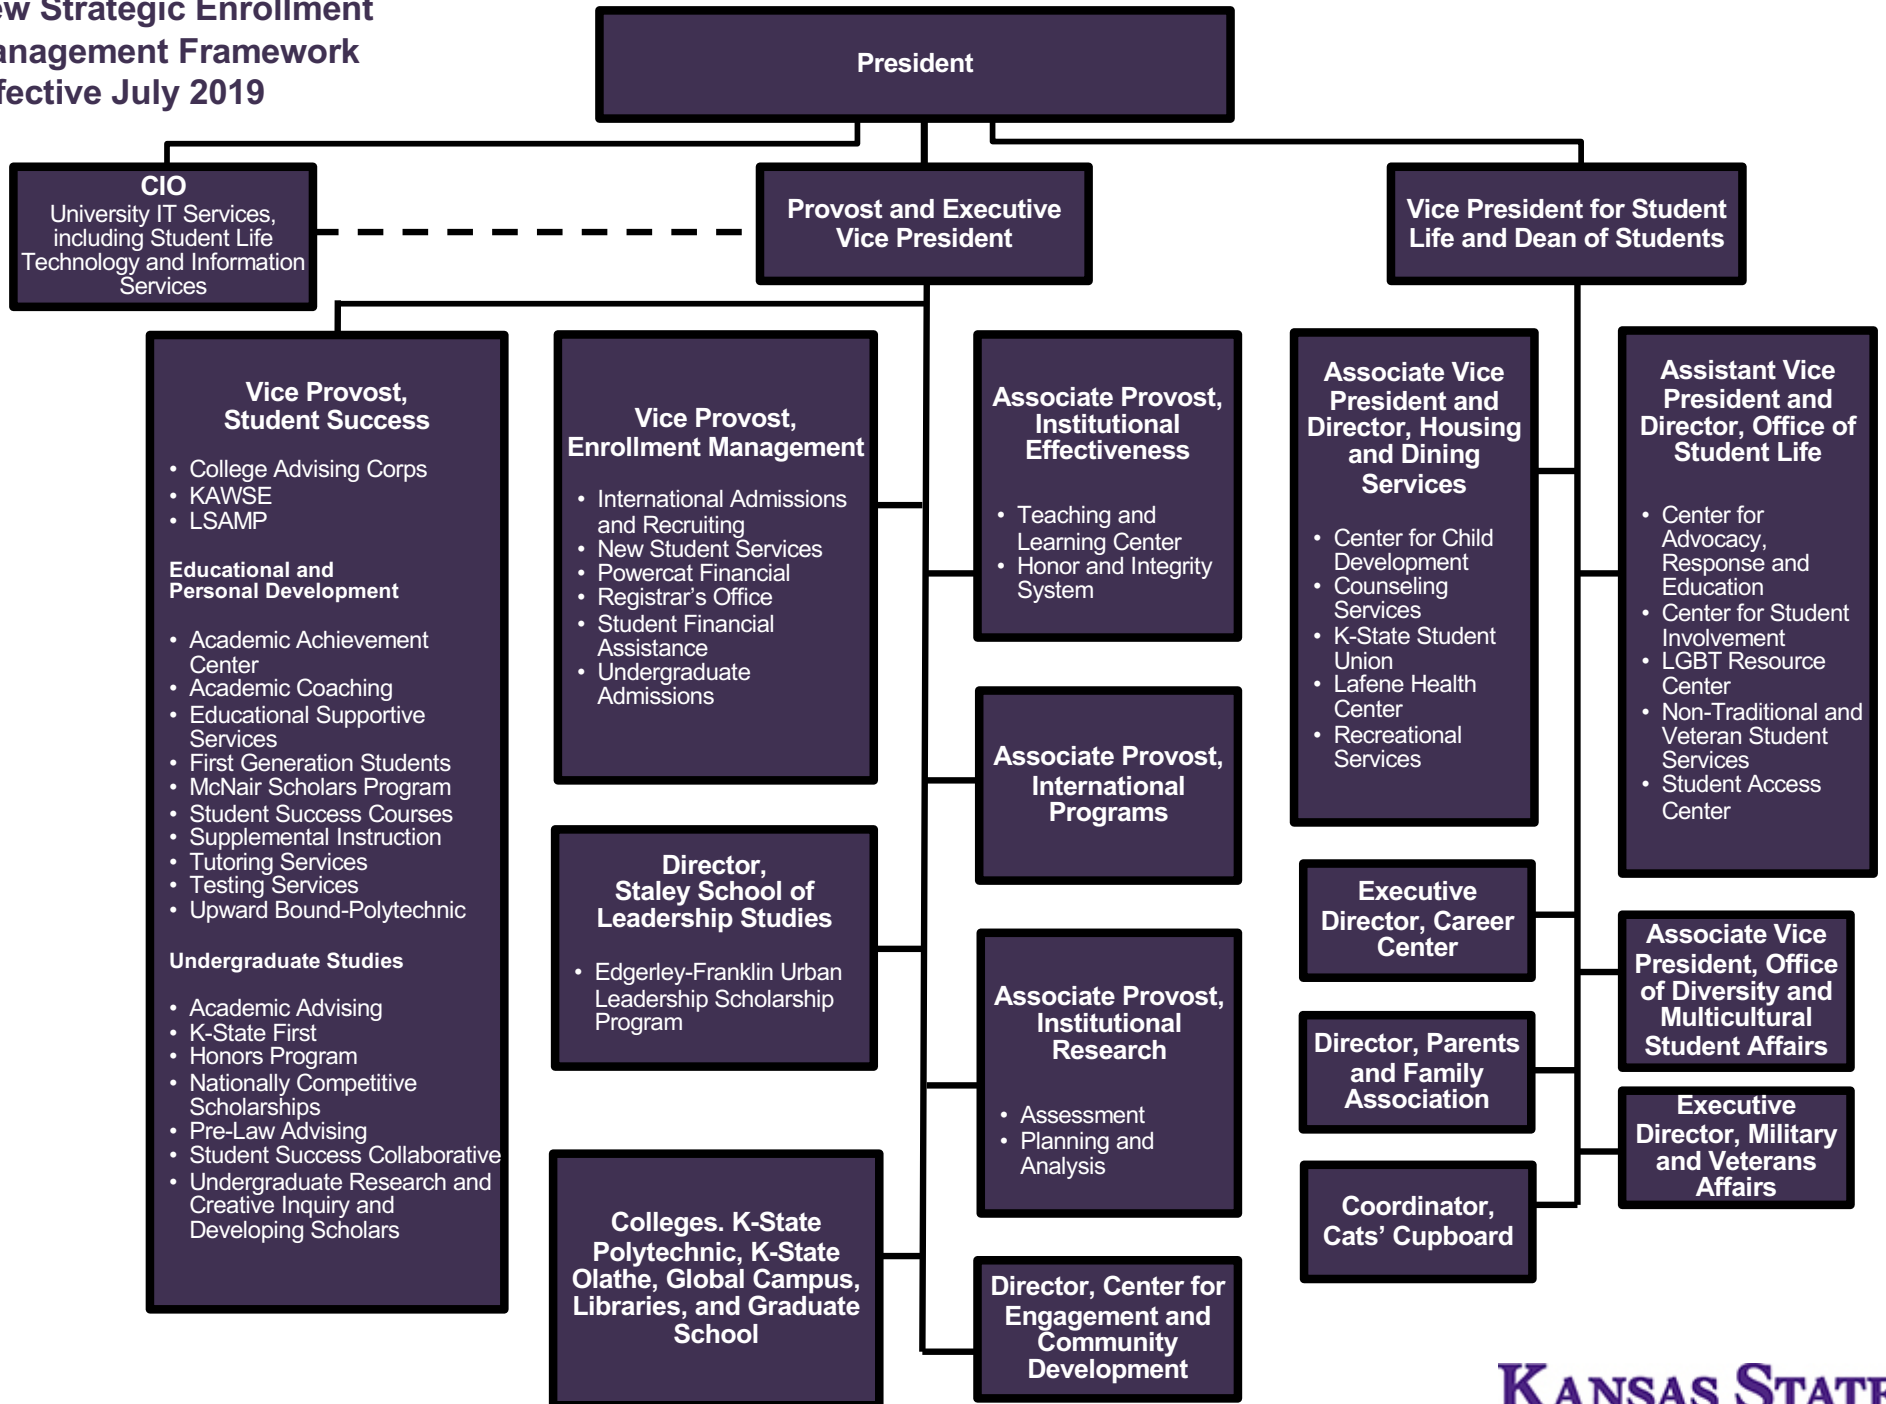 ew Strategic Enrollment
anagement Framework
fective July 2019
President
CIO
University IT Services,
including Student Life
Technology and Information
Services
Provost and Executive
Vice President
Vice President for Student
Life and Dean of Students
Vice Provost,
Student Success
• College Advising Corps
• KAWSE
• LSAMP
Educational and
Personal Development
• Academic Achievement
Center
• Academic Coaching
• Educational Supportive
Services
• First Generation Students
• McNair Scholars Program
• Student Success Courses
• Supplemental Instruction
• Tutoring Services
• Testing Services
• Upward Bound-Polytechnic
Undergraduate Studies
• Academic Advising
• K-State First
• Honors Program
• Nationally Competitive
Scholarships
• Pre-Law Advising
• Student Success Collaborative
• Undergraduate Research and
Creative Inquiry and
Developing Scholars
Vice Provost,
Enrollment Management
• International Admissions
and Recruiting
• New Student Services
• Powercat Financial
• Registrar’s Office
• Student Financial
Assistance
• Undergraduate
Admissions
Director,
Staley School of
Leadership Studies
• Edgerley-Franklin Urban
Leadership Scholarship
Program
Colleges. K-State
Polytechnic, K-State
Olathe, Global Campus,
Libraries, and Graduate
School
Associate Provost,
Institutional
Effectiveness
• Teaching and
Learning Center
• Honor and Integrity
System
Associate Provost,
International
Programs
Associate Provost,
Institutional
Research
• Assessment
• Planning and
Analysis
Director, Center for
Engagement and
Community
Development
Associate Vice
President and
Director, Housing
and Dining
Services
• Center for Child
Development
• Counseling
Services
• K-State Student
Union
• Lafene Health
Center
• Recreational
Services
Executive
Director, Career
Center
Director, Parents
and Family
Association
Coordinator,
Cats’ Cupboard
Assistant Vice
President and
Director, Office of
Student Life
• Center for
Advocacy,
Response and
Education
• Center for Student
Involvement
• LGBT Resource
Center
• Non-Traditional and
Veteran Student
Services
• Student Access
Center
Associate Vice
President, Office
of Diversity and
Multicultural
Student Affairs
Executive
Director, Military
and Veterans
Affairs
KANSAS STATE